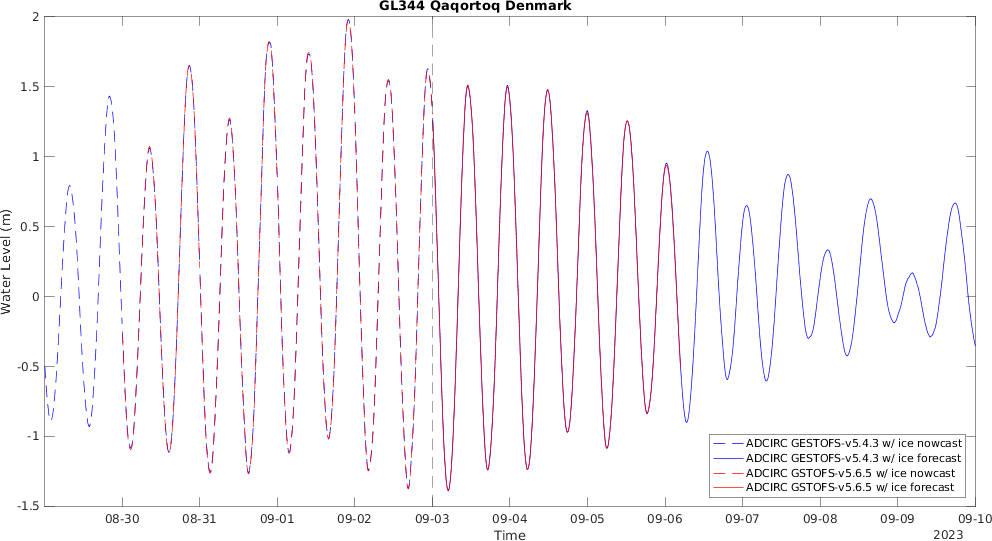 GL344 Qaqortoq Denmark
Water Level (m)
2
1.5
1
0.5
0
-0.5
-1
-1.5
08-30 08-31 09-01 09-02 09-03 09-04 09-05 09-06 09-07 09-08 09-09 09-10
Time
2023
ADCIRC GESTOFS-v5.4.3 w/ ice nowcast
ADCIRC GESTOFS-v5.4.3 w/ ice forecast
ADCIRC GSTOFS-v5.6.5 w/ ice nowcast
ADCIRC GSTOFS-v5.6.5 w/ ice forecast